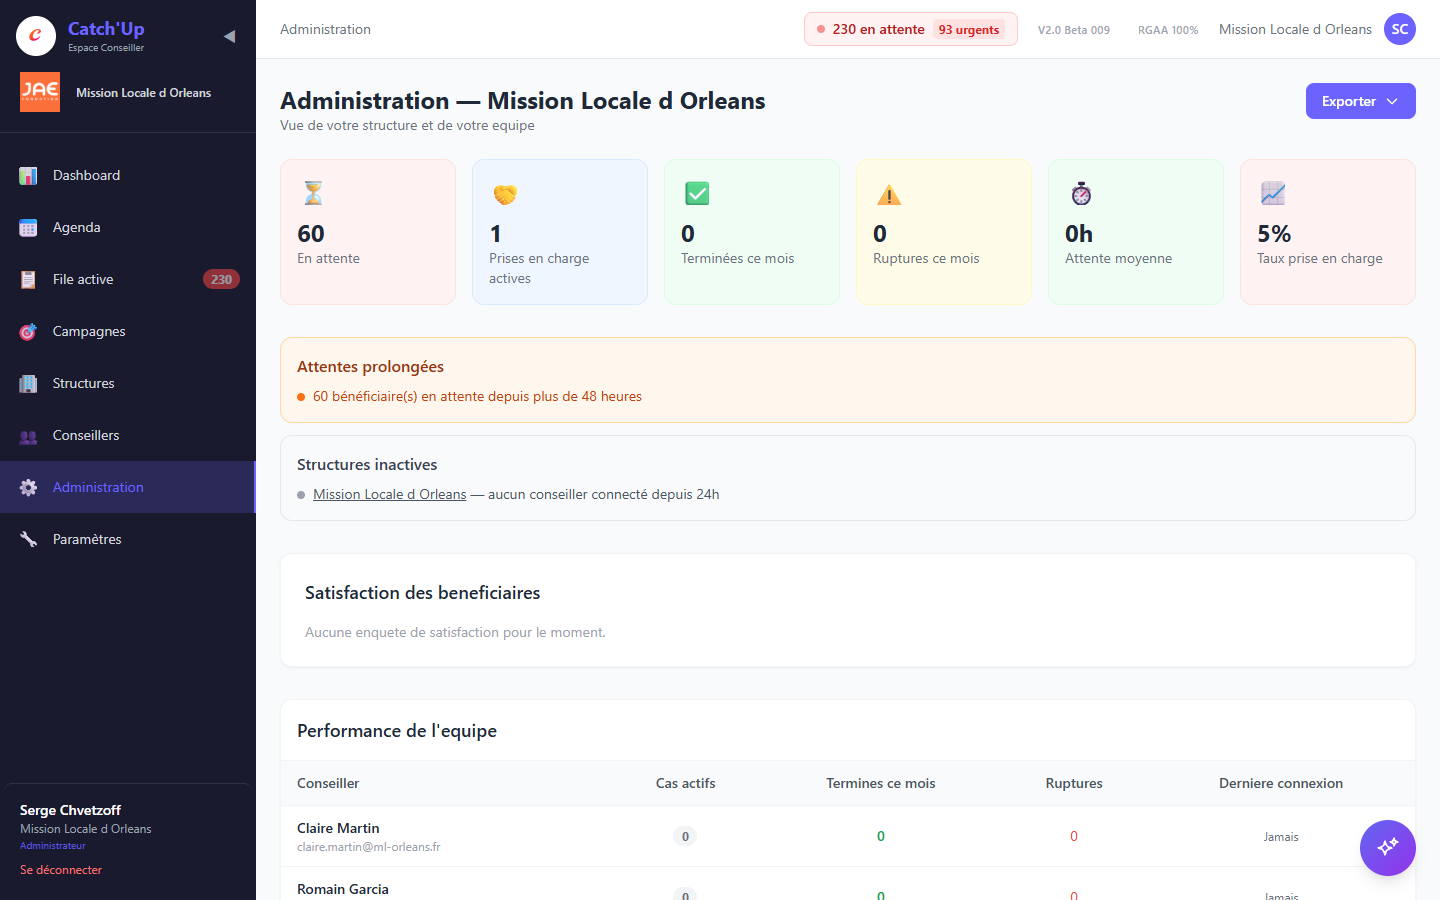 Catch'Up
Espace Conseiller
JAE
Mission Locale d Orleans
Dashboard
Agenda
File active
230
Campagnes
Structures
Conseillers
Administration
Paramètres
Serge Chvetzoff
Mission Locale d Orleans
Administrateur
Se déconnecter
Administration
230 en attente
93 urgents
V2.0 Beta 009
RGAA 100%
Mission Locale d Orleans
SC
Administration — Mission Locale d Orleans
Vue de votre structure et de votre equipe
Exporter
60
En attente
1
Prises en charge
actives
0
Terminées ce mois
0
Ruptures ce mois
0h
Attente moyenne
5%
Taux prise en charge
Attentes prolongées
60 bénéficiaire(s) en attente depuis plus de 48 heures
Structures inactives
Mission Locale d Orleans — aucun conseiller connecté depuis 24h
Satisfaction des beneficiaires
Aucune enquete de satisfaction pour le moment.
Performance de l'equipe
Conseiller Cas actifs Termines ce mois Ruptures Derniere connexion
Claire Martin
claire.martin@ml-orleans.fr
0 0 0 Jamais
Romain Garcia
0 0 0 Jamais